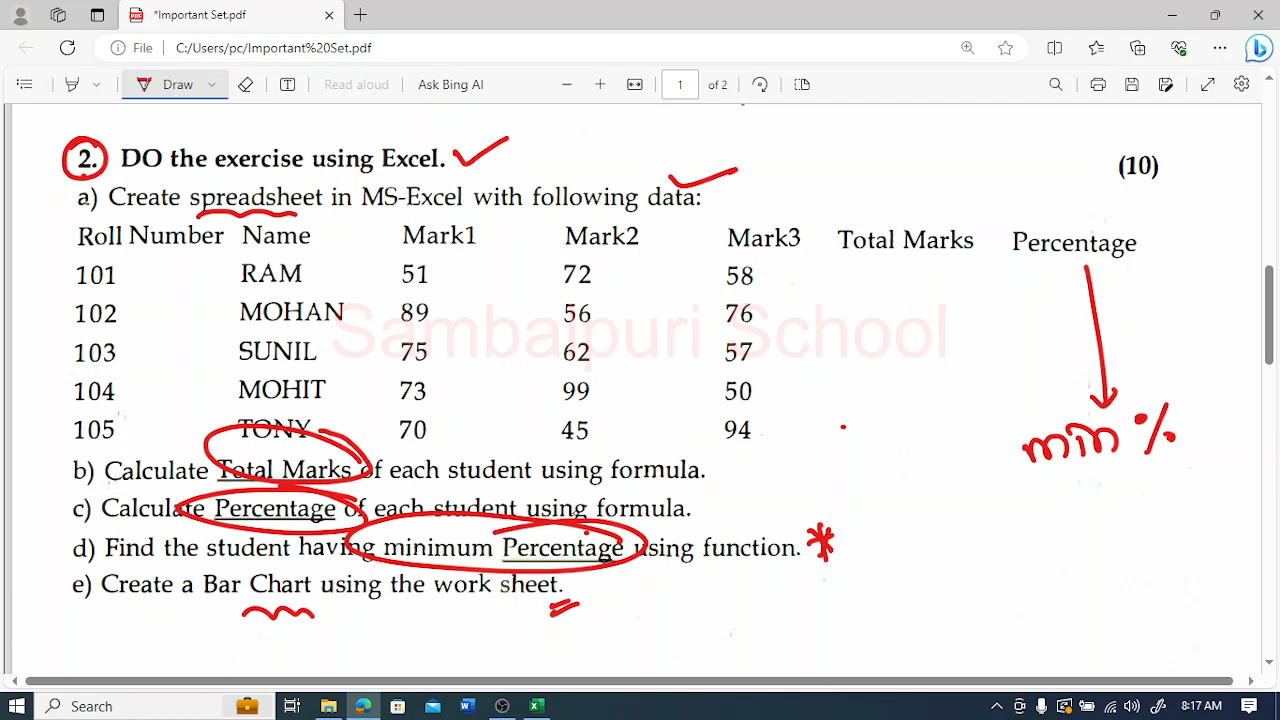 *Important Set.pdf
File C:/Users/pc/Important%20Set.pdf
Draw Read aloud Ask Bing AI 1 of 2
2. DO the exercise using Excel. (10)
a) Create spreadsheet in MS-Excel with following data:
Roll Number Name Mark1 Mark2 Mark3 Total Marks Percentage
101 RAM 51 72 58
102 MOHAN 89 56 76
Sambalpuri School
103 SUNIL 75 62 57
104 MOHIT 73 99 50
105 TONY 70 45 94
min %
b) Calculate Total Marks of each student using formula.
c) Calculate Percentage of each student using formula.
d) Find the student having minimum Percentage using function. *
e) Create a Bar Chart using the work sheet.
Search 8:17 AM